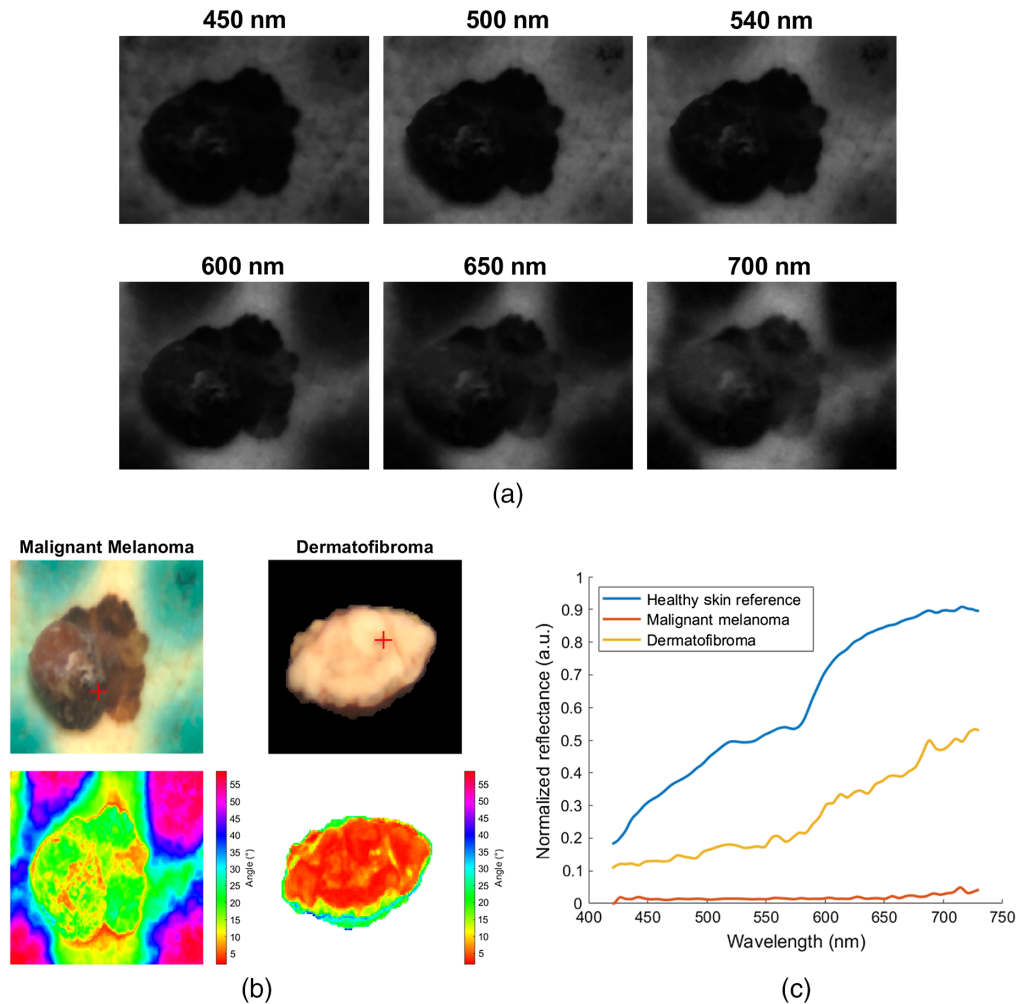 450 nm
500 nm
540 nm
600 nm
650 nm
700 nm
(a)
Malignant Melanoma
Dermatofibroma
55
50
45
40
35
30
25
20
15
10
5
Angle (°)
55
50
45
40
35
30
25
20
15
10
5
Angle (°)
(b)
1
0.9
0.8
0.7
0.6
0.5
0.4
0.3
0.2
0.1
0
400
450
500
550
600
650
700
750
Normalized reflectance (a.u.)
Wavelength (nm)
Healthy skin reference
Malignant melanoma
Dermatofibroma
(c)